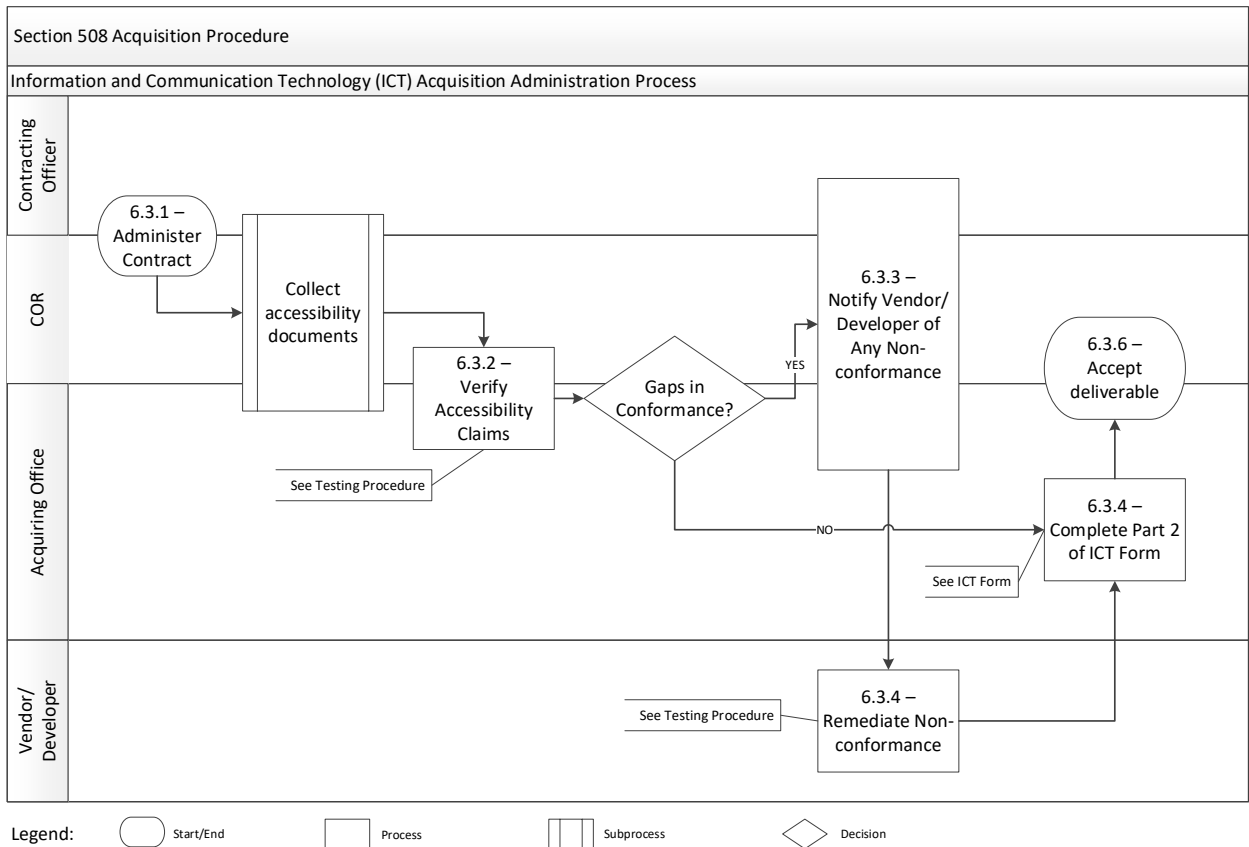 Section 508 Acquisition Procedure
Information and Communication Technology (ICT) Acquisition Administration Process
Contracting
Officer
COR
Acquiring Office
Vendor/
Developer
6.3.1 –
Administer
Contract
Collect
accessibility
documents
6.3.2 –
Verify
Accessibility
Claims
See Testing Procedure
Gaps in
Conformance?
YES
NO
6.3.3 –
Notify Vendor/
Developer of
Any Non-
conformance
6.3.4 –
Remediate Non-
conformance
See Testing Procedure
6.3.4 –
Complete Part 2
of ICT Form
See ICT Form
6.3.6 –
Accept
deliverable
Legend:
Start/End
Process
Subprocess
Decision